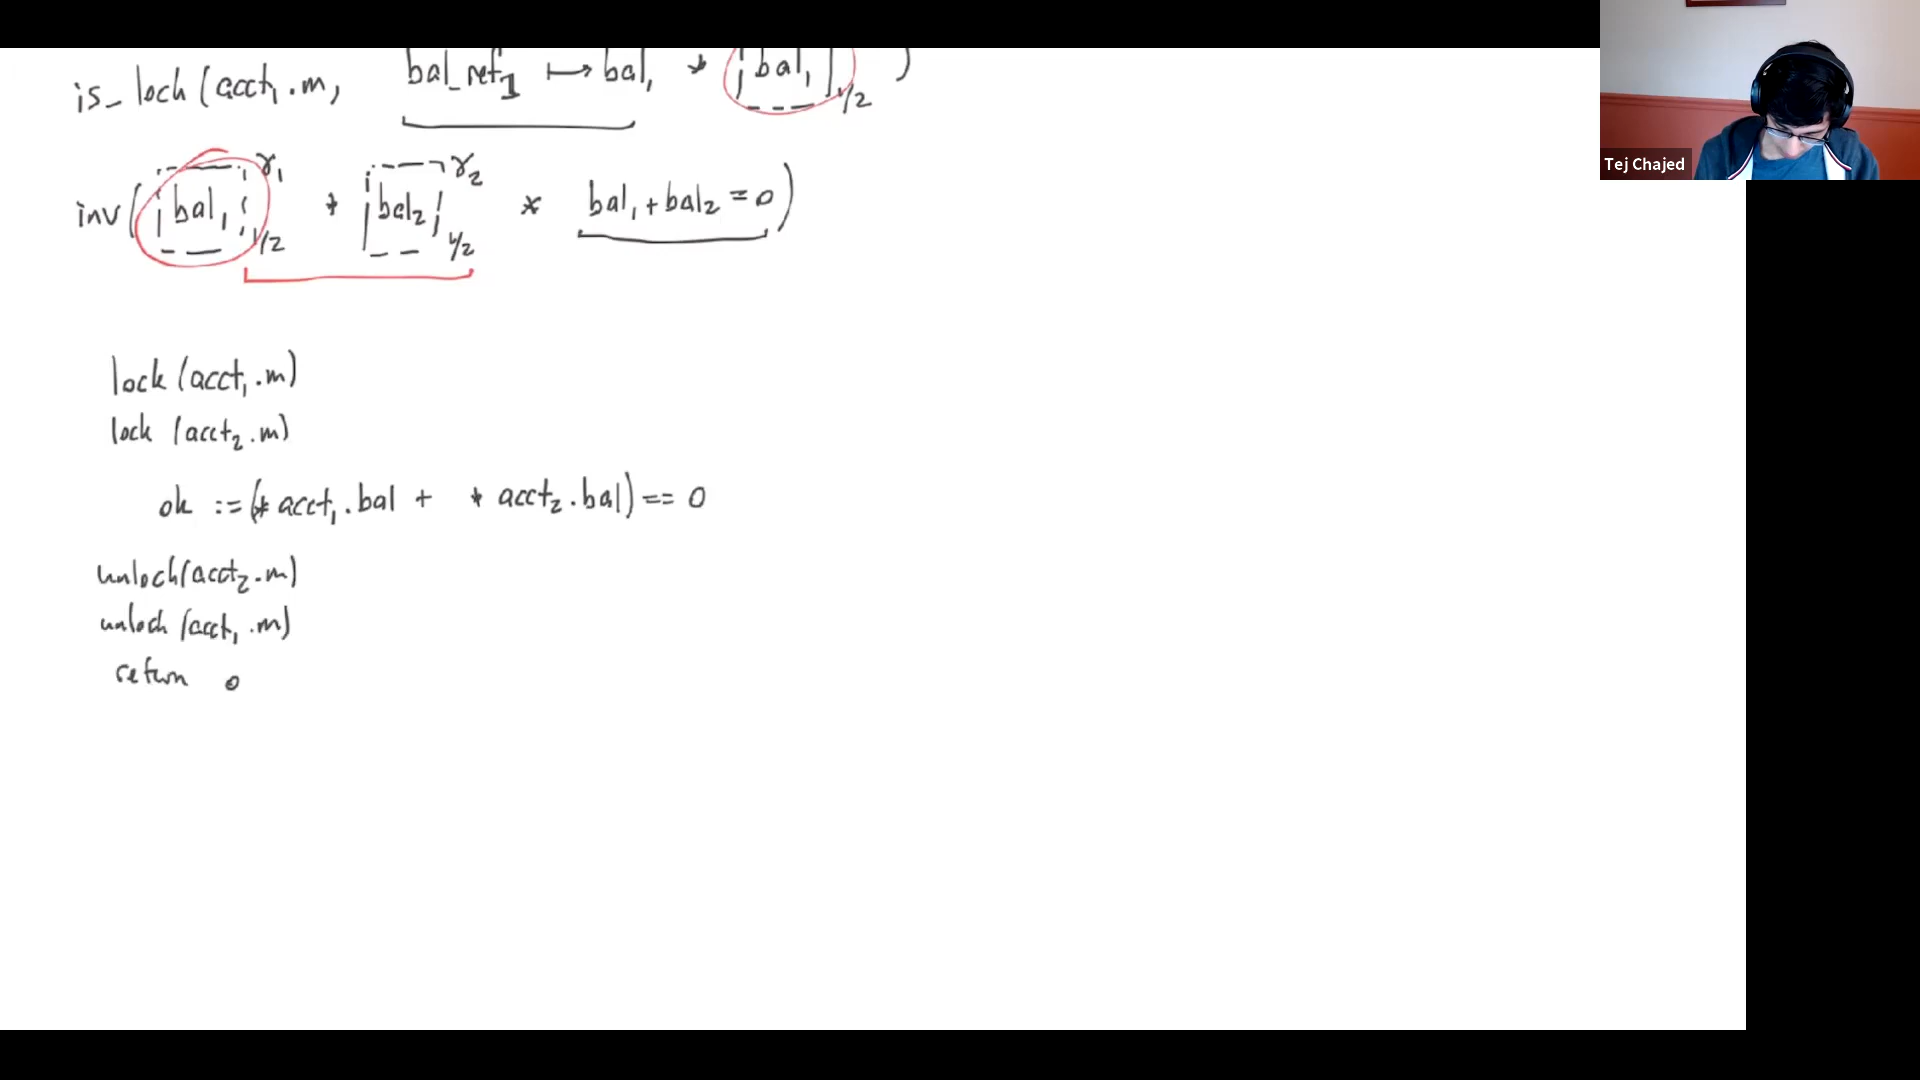 is_lock (acct₁.m, bal_ref₁ ↦ bal₁ * bal₁ 1/2 )
inv( bal₁ γ₁ 1/2 * bal₂ γ₂ 1/2 * bal₁ + bal₂ = 0 )
lock (acct₁.m)
lock (acct₂.m)
ok := (* acct₁.bal + * acct₂.bal) == 0
unlock(acct₂.m)
unlock (acct₁.m)
return o
Tej Chajed